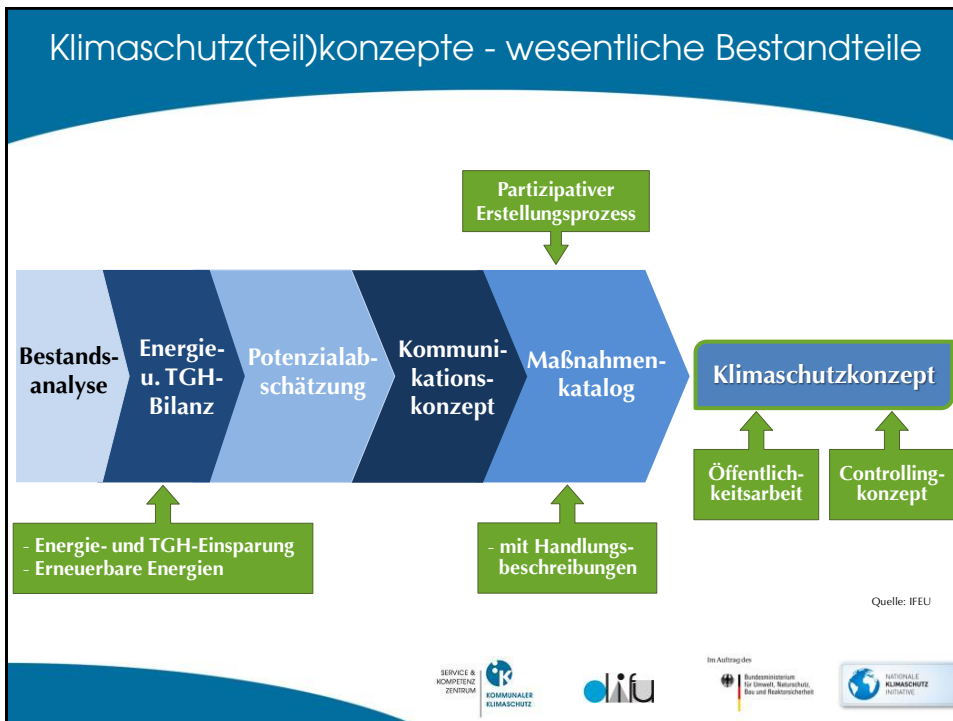 Klimaschutz(teil)konzepte - wesentliche Bestandteile
Partizipativer
Erstellungsprozess
Bestands-
analyse
Energie-
u. TGH-
Bilanz
Potenzialab-
schätzung
Kommuni-
kations-
konzept
Maßnahmen-
katalog
Klimaschutzkonzept
Öffentlich-
keitsarbeit
Controlling-
konzept
- Energie- und TGH-Einsparung
- Erneuerbare Energien
- mit Handlungs-
beschreibungen
Quelle: IFEU
SERVICE &
KOMPETENZ
ZENTRUM
KOMMUNALER
KLIMASCHUTZ
difu
Im Auftrag des
Bundesministerium
für Umwelt, Naturschutz,
Bau und Reaktorsicherheit
NATIONALE
KLIMASCHUTZ
INITIATIVE